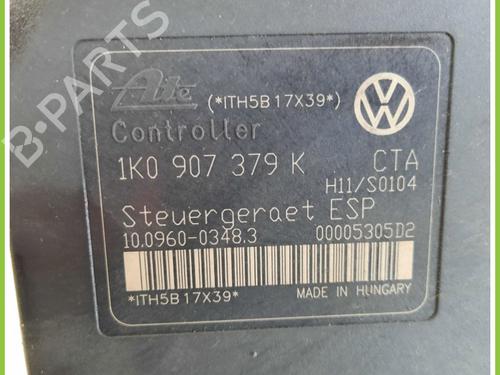 Ate (*ITH5B17X39*)
Controller
1K0 907 379 K CTA
H11/S0104
Steuergeraet ESP
10.0960-0348.3 00005305D2
*ITH5B17X39* MADE IN HUNGARY
B-PARTS